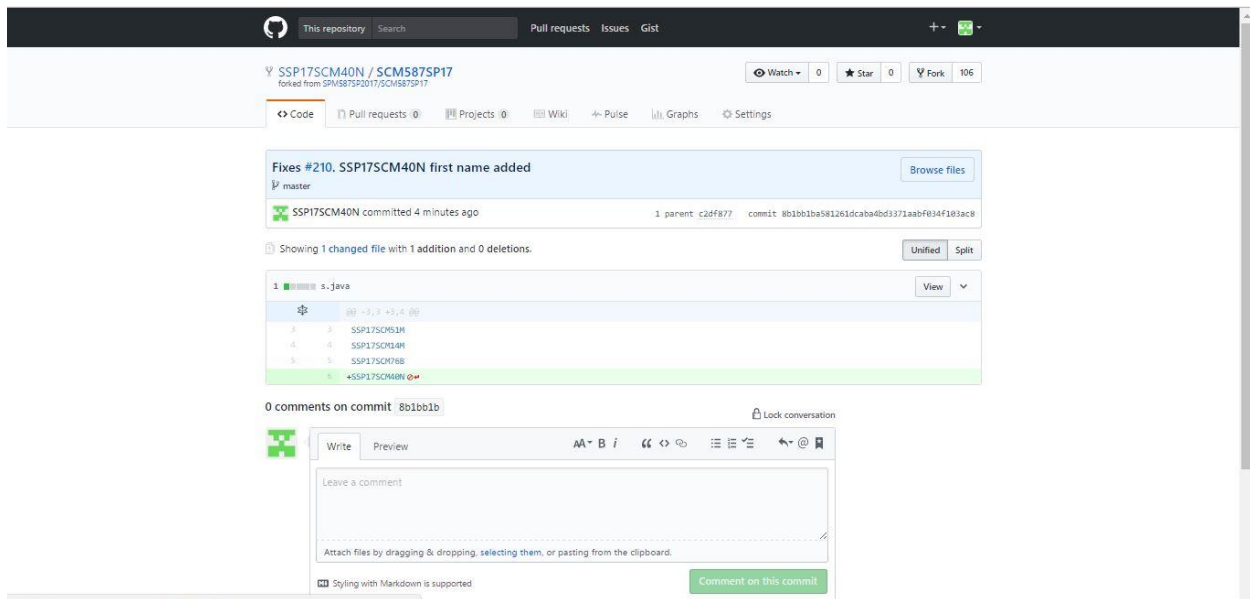 This repository Search Pull requests Issues Gist
SSP17SCM40N / SCM587SP17 Watch 0 Star 0 Fork 106
forked from SPM587SP2017/SCM587SP17
Code Pull requests 0 Projects 0 Wiki Pulse Graphs Settings
Fixes #210. SSP17SCM40N first name added Browse files
master
SSP17SCM40N committed 4 minutes ago 1 parent c2df877 commit 8b1bb1ba581261dcaba4bd3371aabf034f103ac8
Showing 1 changed file with 1 addition and 0 deletions. Unified Split
1 s.java View
@@ -3,3 +3,4 @@
3 3 SSP17SCM51M
4 4 SSP17SCM14M
5 5 SSP17SCM76B
6 +SSP17SCM40N
0 comments on commit 8b1bb1b Lock conversation
Write Preview AA B i
Leave a comment
Attach files by dragging & dropping, selecting them, or pasting from the clipboard.
Styling with Markdown is supported Comment on this commit